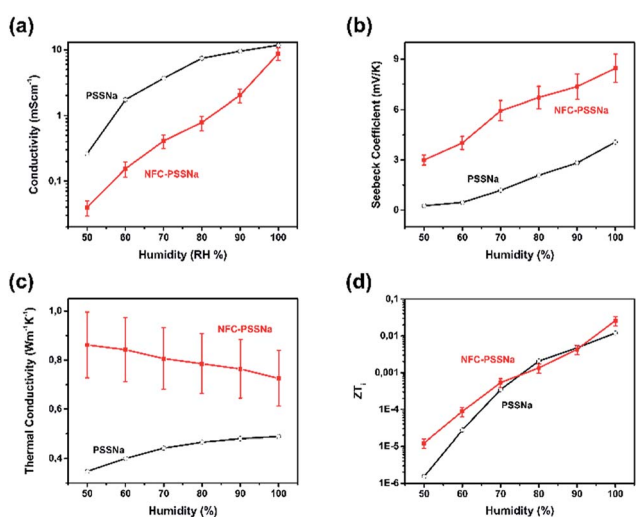 (a)
Conductivity (mScm⁻¹)
10
1
0,1
PSSNa
NFC-PSSNa
50 60 70 80 90 100
Humidity (RH %)
(b)
Seebeck Coefficient (mV/K)
9
6
3
0
NFC-PSSNa
PSSNa
50 60 70 80 90 100
Humidity (%)
(c)
Thermal Conductivity (Wm⁻¹K⁻¹)
1,0
0,8
0,6
0,4
NFC-PSSNa
PSSNa
50 60 70 80 90 100
Humidity (%)
(d)
ZTᵢ
0,1
0,01
0,001
1E-4
1E-5
1E-6
NFC-PSSNa
PSSNa
50 60 70 80 90 100
Humidity (%)